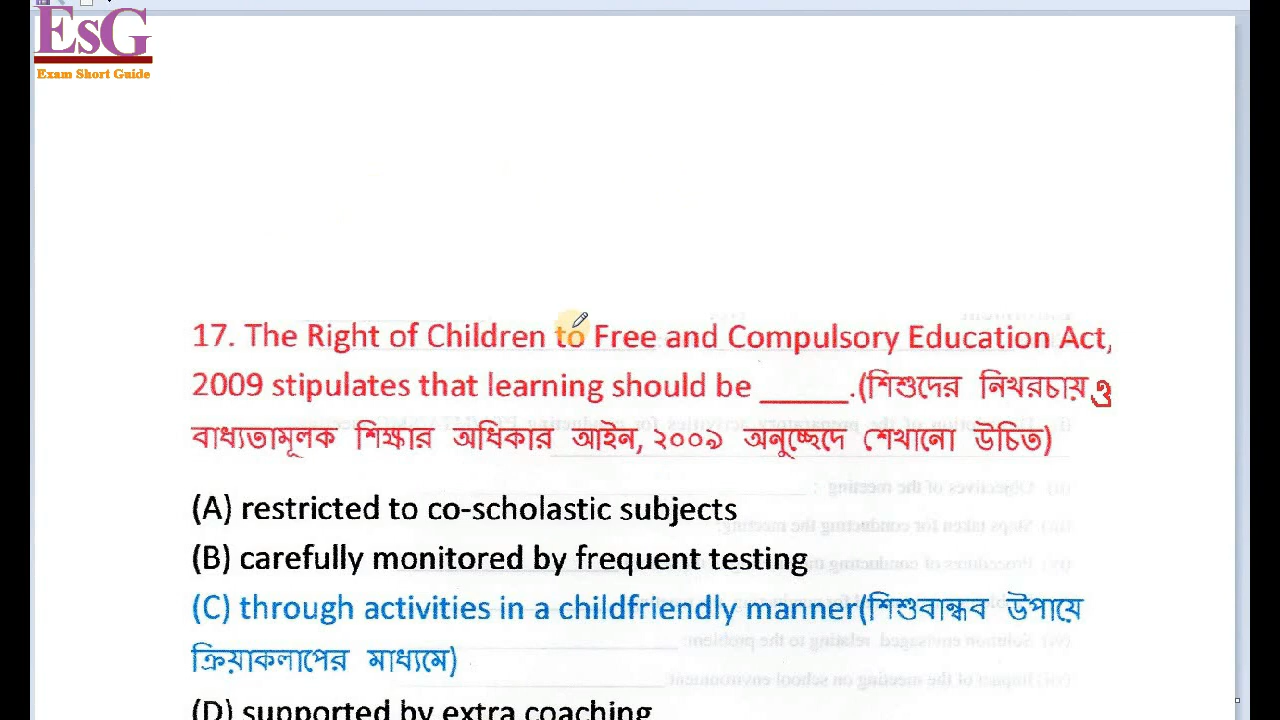 EsG
Exam Short Guide
17. The Right of Children to Free and Compulsory Education Act,
2009 stipulates that learning should be ______.(শিশুদের নিখরচায় ও
বাধ্যতামূলক শিক্ষার অধিকার আইন, ২০০৯ অনুচ্ছেদে শেখানো উচিত)
(A) restricted to co-scholastic subjects
(B) carefully monitored by frequent testing
(C) through activities in a childfriendly manner(শিশুবান্ধব উপায়ে
ক্রিয়াকলাপের মাধ্যমে)
(D) supported by extra coaching